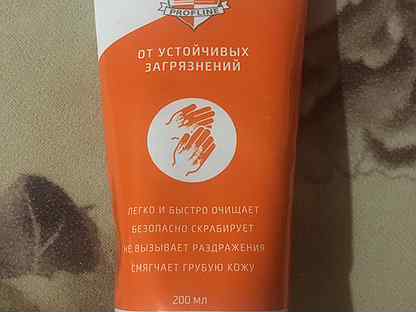 PROFLINE
ОТ УСТОЙЧИВЫХ
ЗАГРЯЗНЕНИЙ
ЛЕГКО И БЫСТРО ОЧИЩАЕТ
БЕЗОПАСНО СКРАБИРУЕТ
НЕ ВЫЗЫВАЕТ РАЗДРАЖЕНИЯ
СМЯГЧАЕТ ГРУБУЮ КОЖУ
200 МЛ